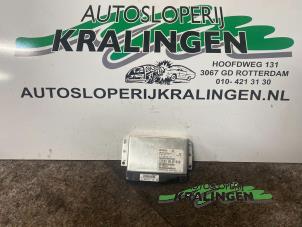 AUTOSLOPERIJ
KRALINGEN
HOOFDWEG 131
3067 GD ROTTERDAM
010- 421 31 30
AUTOSLOPERIJKRALINGEN.NL
AUTOSLOPERIJ
KRALINGEN